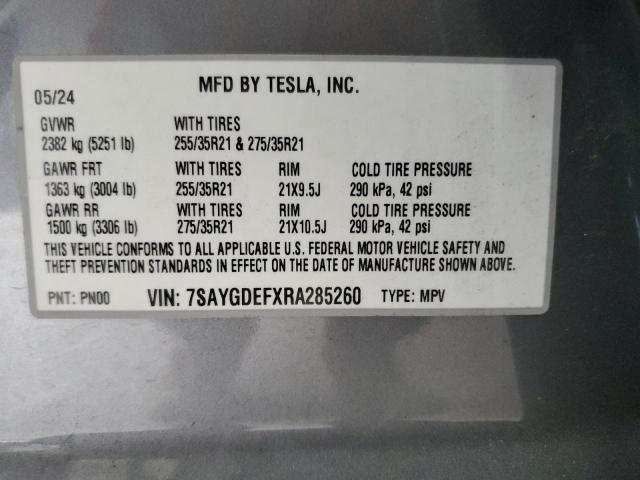 MFD BY TESLA, INC.
05/24
GVWR WITH TIRES
2382 kg (5251 lb) 255/35R21 & 275/35R21
GAWR FRT WITH TIRES RIM COLD TIRE PRESSURE
1363 kg (3004 lb) 255/35R21 21X9.5J 290 kPa, 42 psi
GAWR RR WITH TIRES RIM COLD TIRE PRESSURE
1500 kg (3306 lb) 275/35R21 21X10.5J 290 kPa, 42 psi
THIS VEHICLE CONFORMS TO ALL APPLICABLE U.S. FEDERAL MOTOR VEHICLE SAFETY AND
THEFT PREVENTION STANDARDS IN EFFECT ON THE DATE OF MANUFACTURE SHOWN ABOVE.
PNT: PN00 VIN: 7SAYGDEFXRA285260 TYPE: MPV